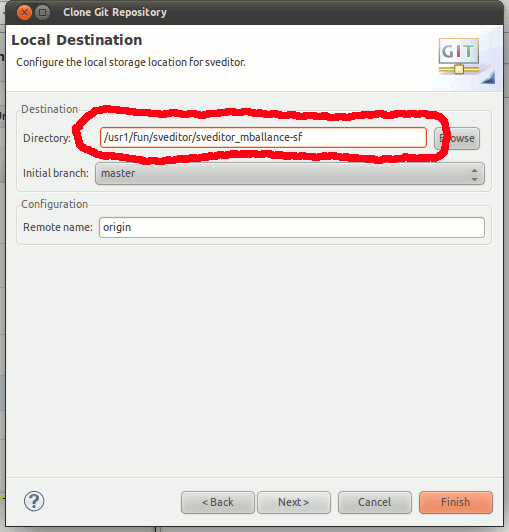 Clone Git Repository
Local Destination
Configure the local storage location for sveditor.
GIT
Destination
Directory: /usr1/fun/sveditor/sveditor_mballance-sf Browse
Initial branch: master
Configuration
Remote name: origin
? < Back Next > Cancel Finish